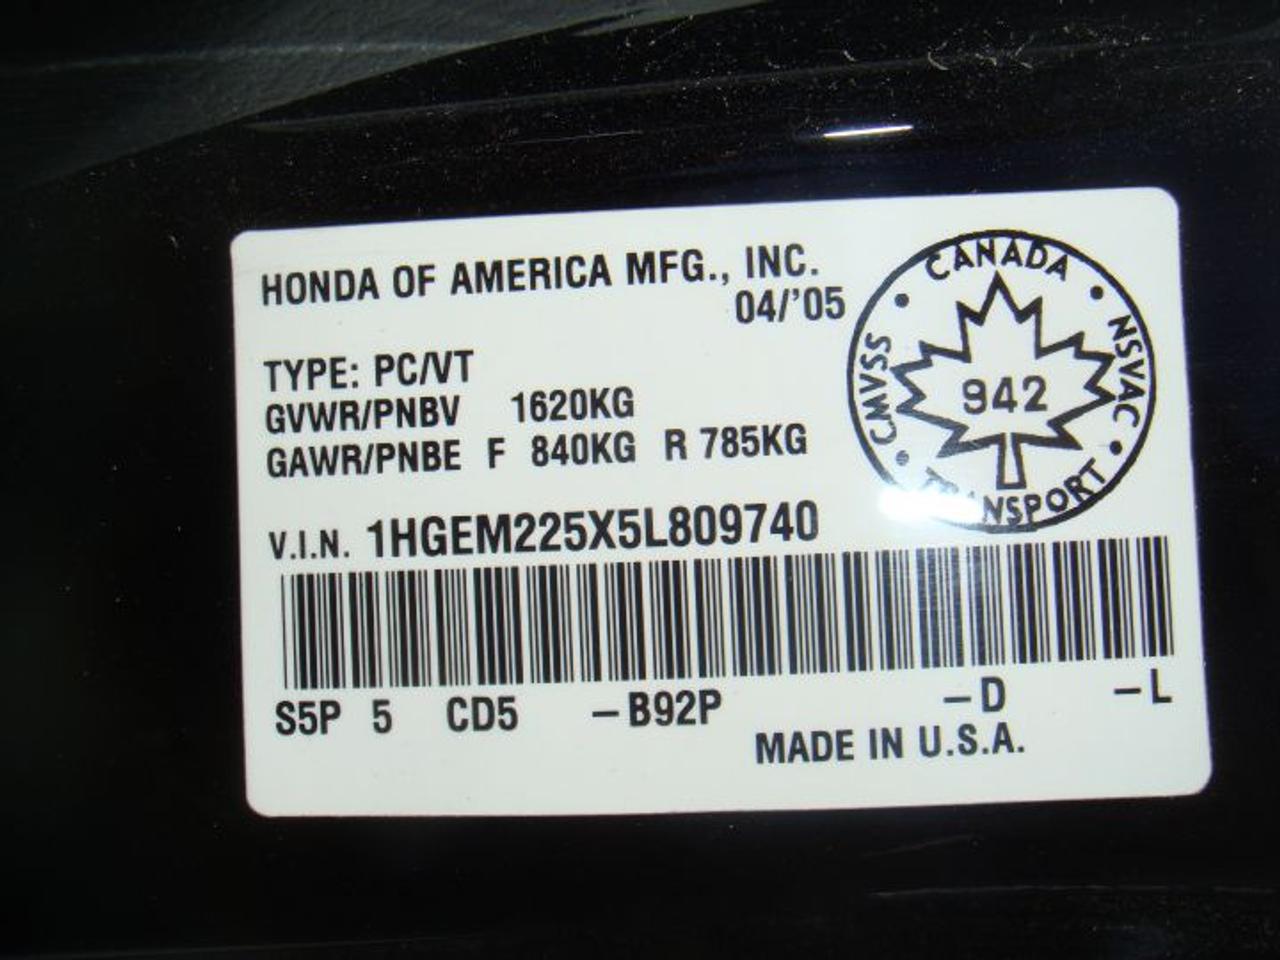 HONDA OF AMERICA MFG., INC.
04/'05
TYPE: PC/VT
GVWR/PNBV 1620KG
GAWR/PNBE F 840KG R 785KG
V.I.N. 1HGEM225X5L809740
S5P 5 CD5 –B92P –D –L
MADE IN U.S.A.
CANADA
CMVSS
942
NSVAC
TRANSPORT